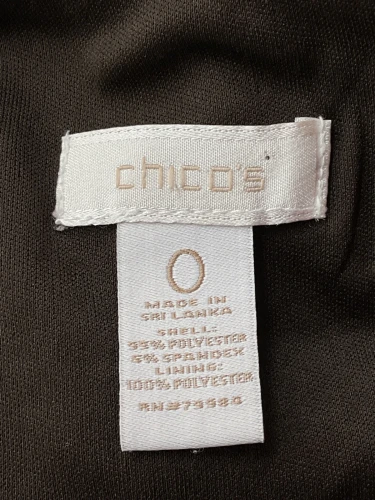 chico's
0
MADE IN
SRI LANKA
SHELL:
95% POLYESTER
5% SPANDEX
LINING:
100% POLYESTER
RN#79984